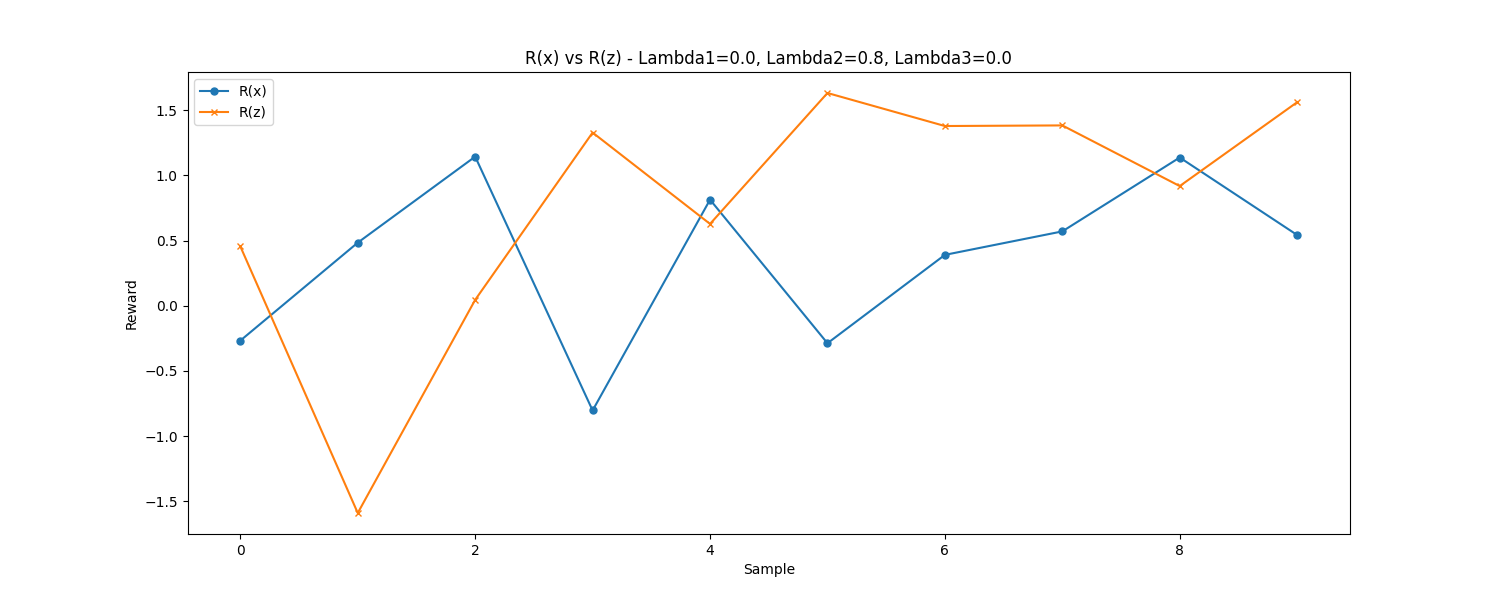 R(x) vs R(z) - Lambda1=0.0, Lambda2=0.8, Lambda3=0.0
R(x)
R(z)
1.5
1.0
0.5
0.0
−0.5
−1.0
−1.5
Reward
0 2 4 6 8
Sample